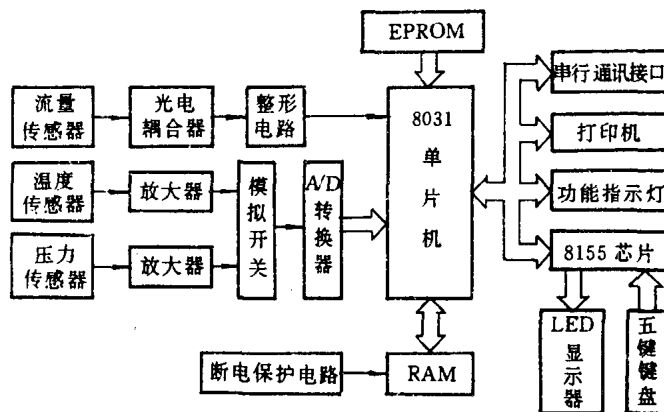 EPROM
流量
传感器
光电
耦合器
整形
电路
8031
单
片
机
串行通讯接口
打印机
功能指示灯
8155芯片
温度
传感器
放大器
模
拟
开
关
A/D
转
换
器
压力
传感器
放大器
LED
显
示
器
五
键
键
盘
断电保护电路
RAM